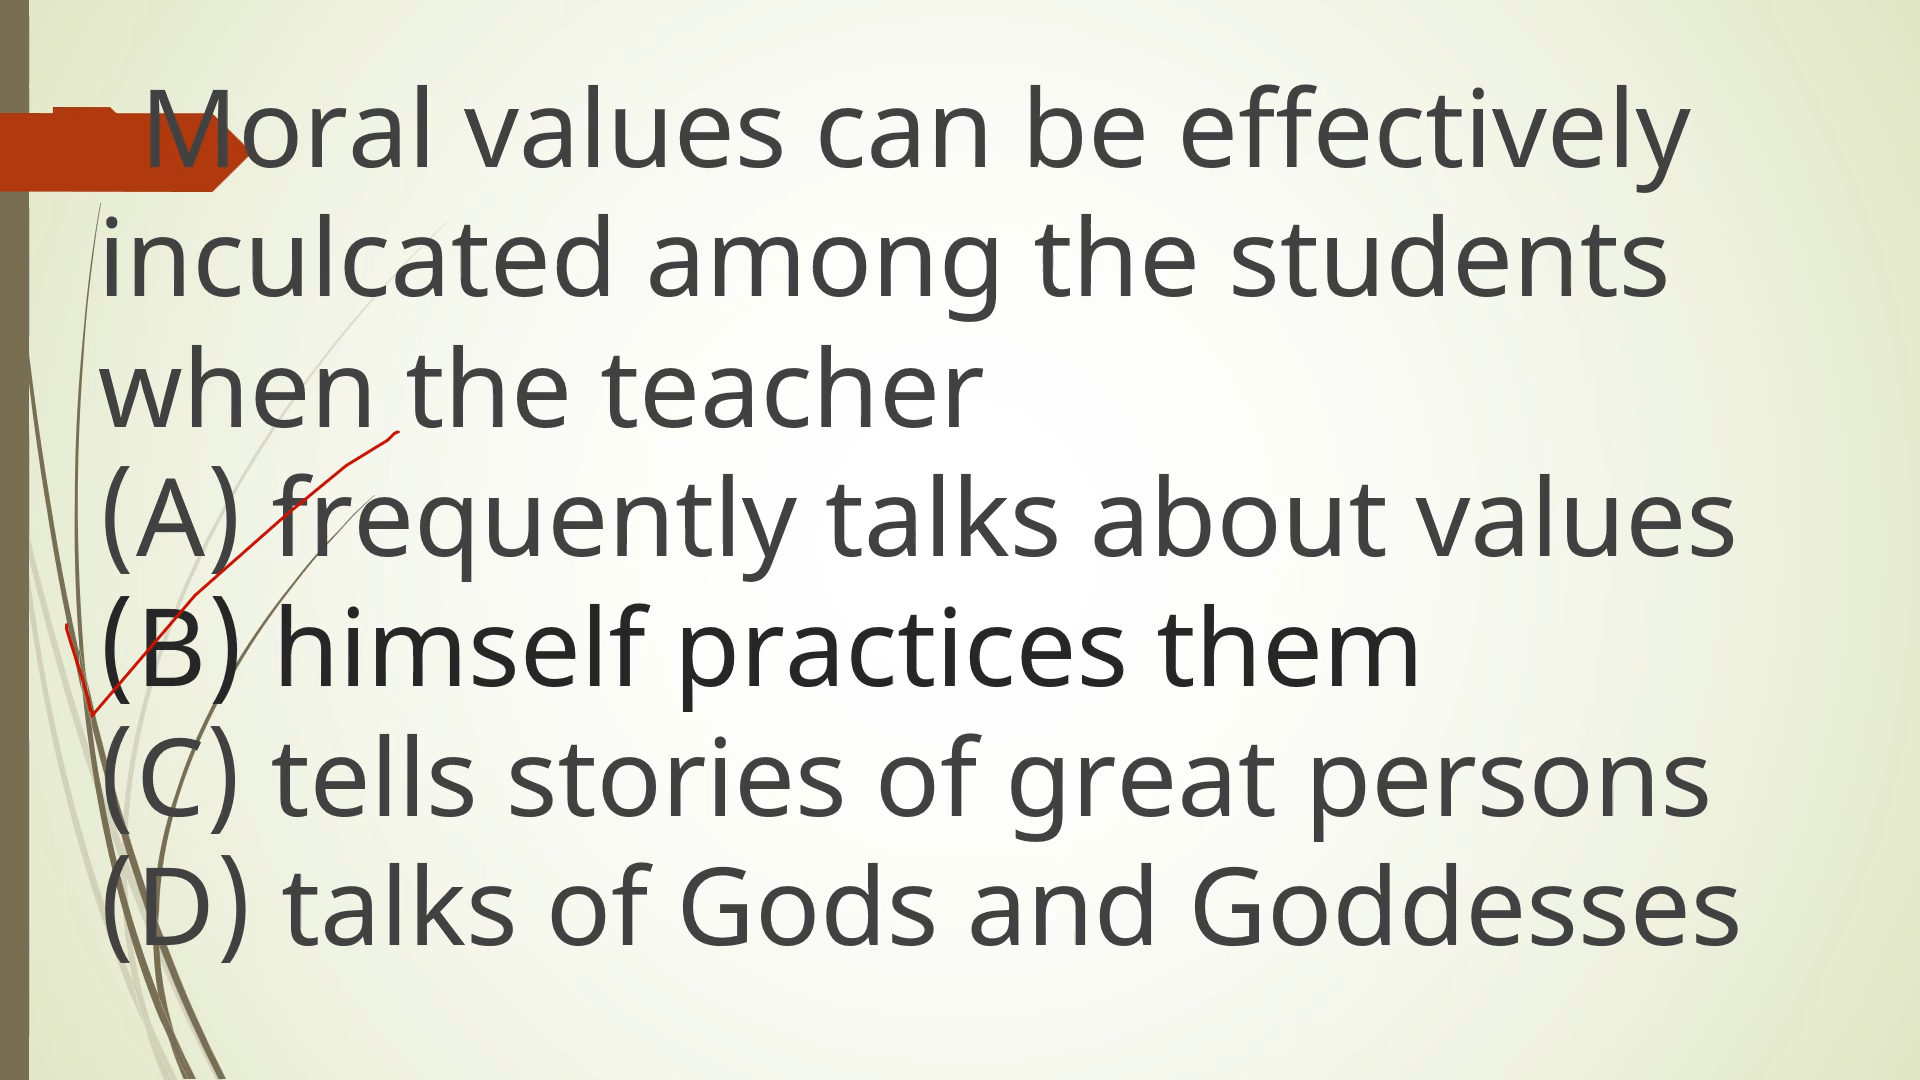 Moral values can be effectively
inculcated among the students
when the teacher
(A) frequently talks about values
(B) himself practices them
(C) tells stories of great persons
(D) talks of Gods and Goddesses